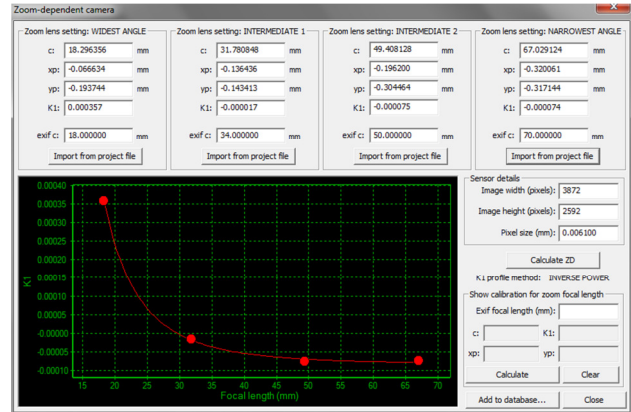 Zoom-dependent camera
Zoom lens setting: WIDEST ANGLE
c: 18.296356 mm
xp: -0.066634 mm
yp: -0.193744 mm
K1: 0.000357
exif c: 18.000000 mm
Import from project file
Zoom lens setting: INTERMEDIATE 1
c: 31.780848 mm
xp: -0.136436 mm
yp: -0.143413 mm
K1: -0.000017
exif c: 34.000000 mm
Import from project file
Zoom lens setting: INTERMEDIATE 2
c: 49.408128 mm
xp: -0.196200 mm
yp: -0.304464 mm
K1: -0.000075
exif c: 50.000000 mm
Import from project file
Zoom lens setting: NARROWEST ANGLE
c: 67.029124 mm
xp: -0.320061 mm
yp: -0.317144 mm
K1: -0.000074
exif c: 70.000000 mm
Import from project file
0.00040
0.00035
0.00030
0.00025
0.00020
0.00015
0.00010
0.00005
-0.00000
-0.00005
-0.00010
K1
15 20 25 30 35 40 45 50 55 60 65 70
Focal length (mm)
Sensor details
Image width (pixels): 3872
Image height (pixels): 2592
Pixel size (mm): 0.006100
Calculate ZD
K1 profile method: INVERSE POWER
Show calibration for zoom focal length
Exif focal length (mm):
c: K1:
xp: yp:
Calculate Clear
Add to database... Close